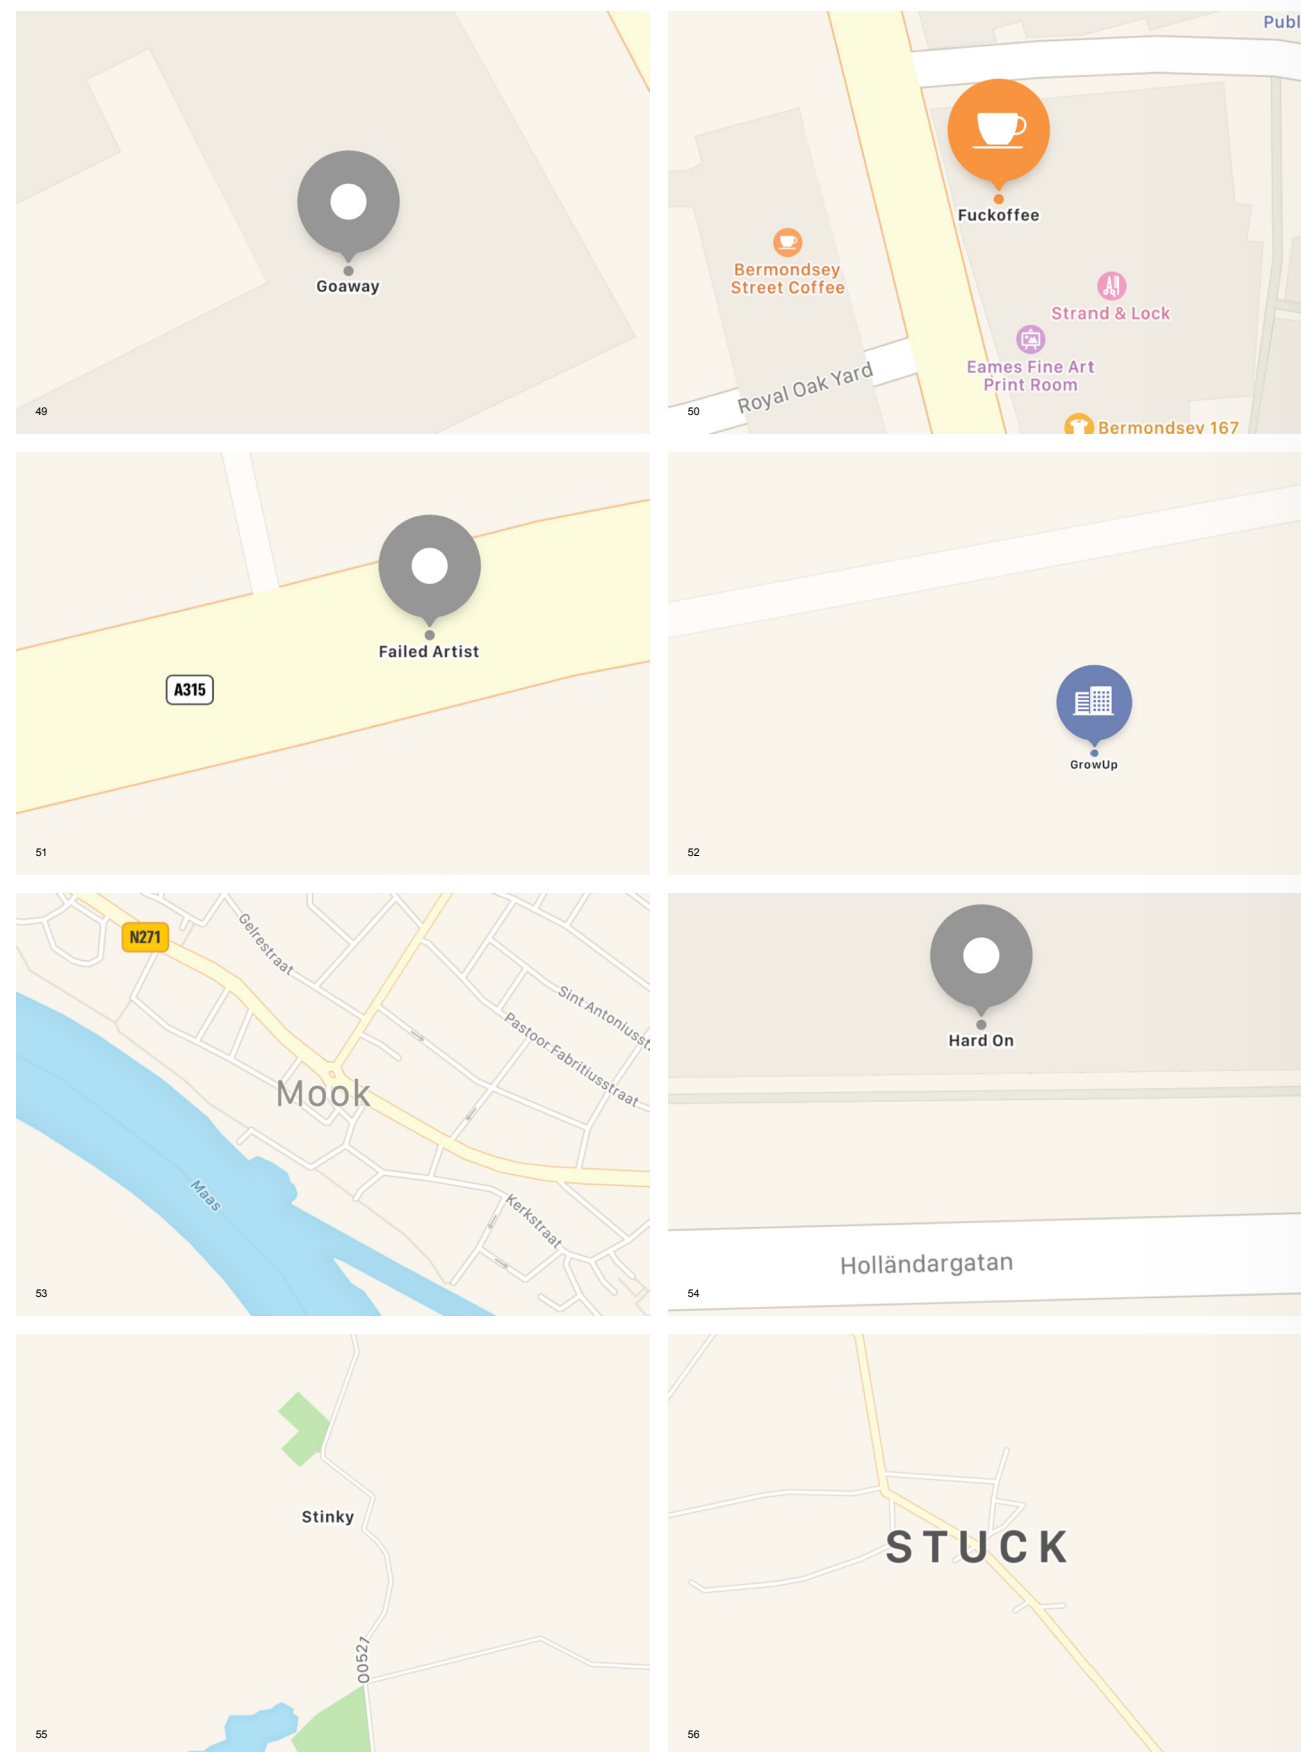 Goaway
49
Publ
Fuckoffee
Bermondsey
Street Coffee
Strand & Lock
Eames Fine Art
Print Room
Royal Oak Yard
Bermondsey 167
50
Failed Artist
A315
51
GrowUp
52
N271
Gelrestraat
Sint Antoniusst
Pastoor Fabritiusstraat
Mook
Maas
Kerkstraat
53
Hard On
Holländargatan
54
Stinky
O0527
55
STUCK
56